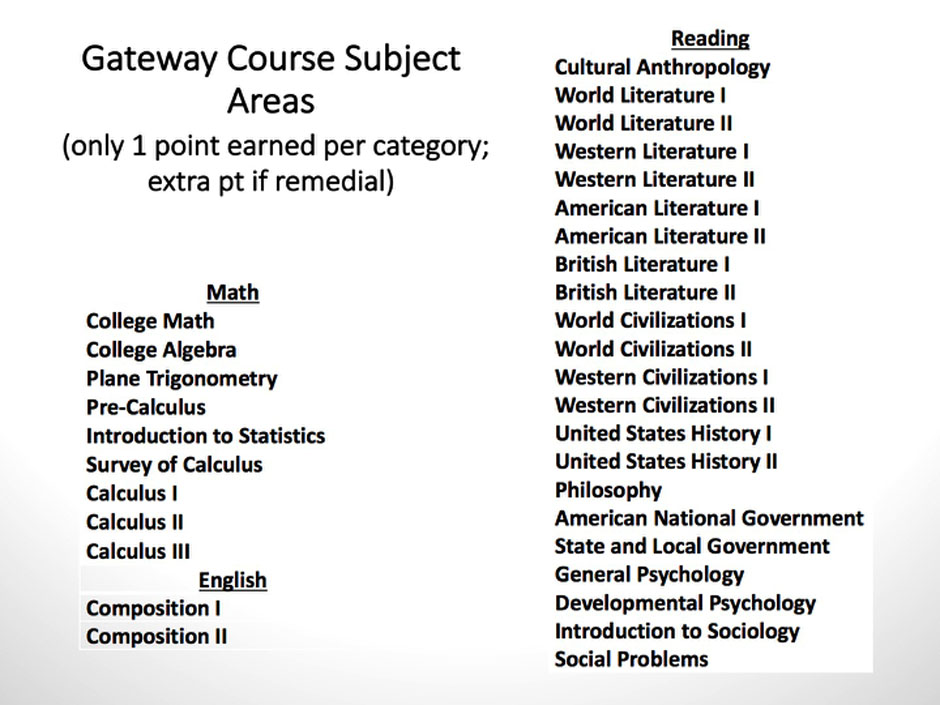 Gateway Course Subject
Areas
(only 1 point earned per category;
extra pt if remedial)
Math
College Math
College Algebra
Plane Trigonometry
Pre-Calculus
Introduction to Statistics
Survey of Calculus
Calculus I
Calculus II
Calculus III
English
Composition I
Composition II
Reading
Cultural Anthropology
World Literature I
World Literature II
Western Literature I
Western Literature II
American Literature I
American Literature II
British Literature I
British Literature II
World Civilizations I
World Civilizations II
Western Civilizations I
Western Civilizations II
United States History I
United States History II
Philosophy
American National Government
State and Local Government
General Psychology
Developmental Psychology
Introduction to Sociology
Social Problems